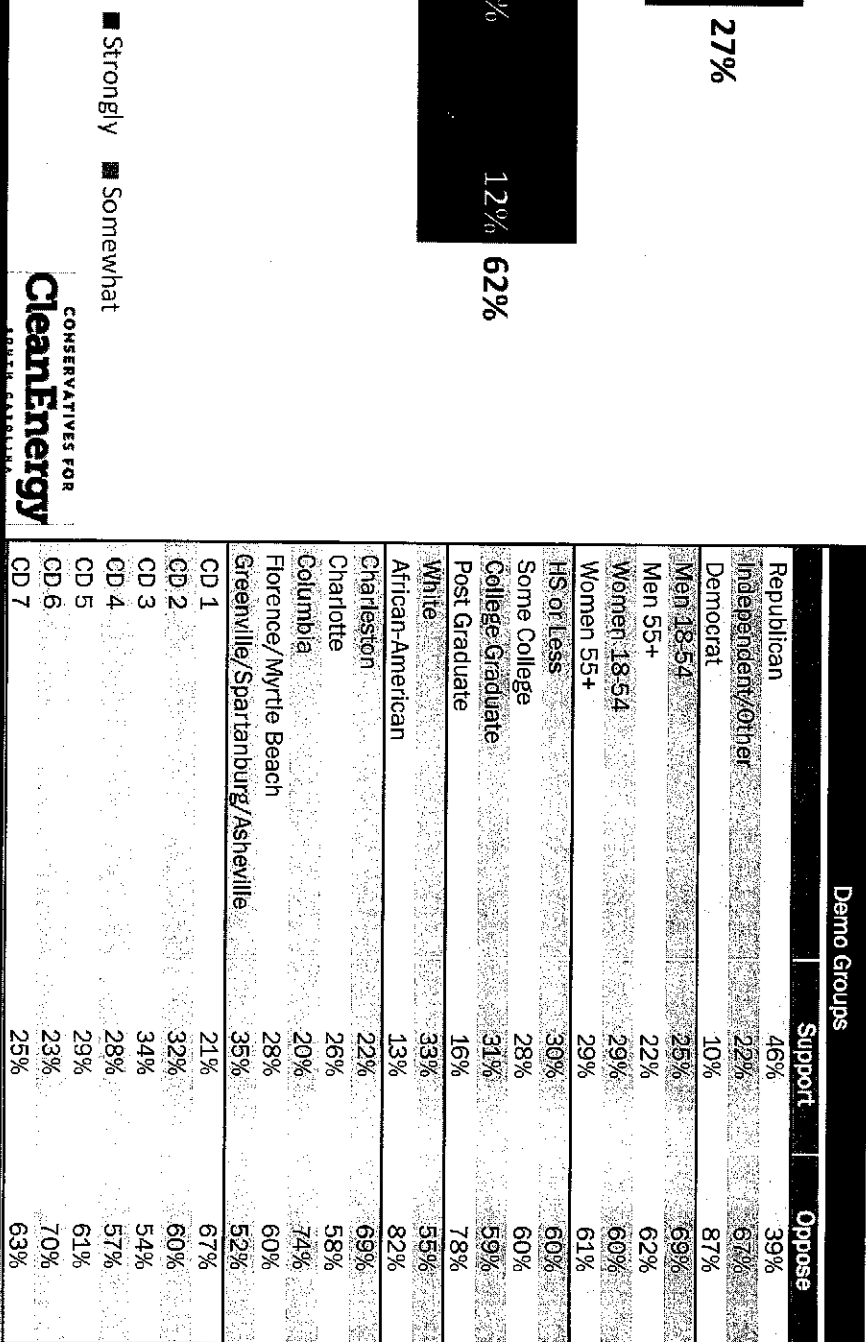 27%
%
12% 62%
■ Strongly ■ Somewhat
CONSERVATIVES FOR
CleanEnergy
SOUTH CAROLINA
Demo Groups
Support Oppose
Republican 46% 39%
Independent/Other 22% 67%
Democrat 10% 87%
Men 18-54 25% 69%
Men 55+ 22% 62%
Women 18-54 29% 60%
Women 55+ 29% 61%
HS or Less 30% 60%
Some College 28% 60%
College Graduate 31% 59%
Post Graduate 16% 78%
White 33% 55%
African-American 13% 82%
Charleston 22% 69%
Charlotte 26% 58%
Columbia 20% 74%
Florence/Myrtle Beach 28% 60%
Greenville/Spartanburg/Asheville 35% 52%
CD 1 21% 67%
CD 2 32% 60%
CD 3 34% 54%
CD 4 28% 57%
CD 5 29% 61%
CD 6 23% 70%
CD 7 25% 63%